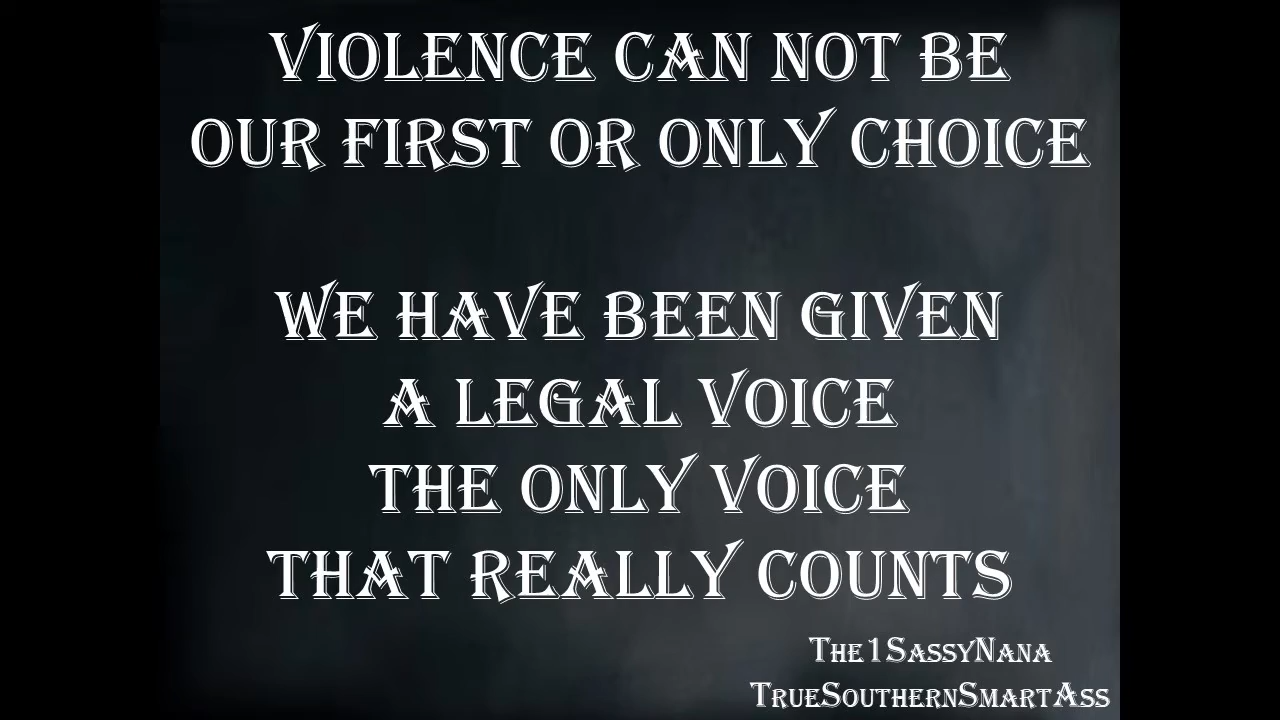 VIOLENCE CAN NOT BE
OUR FIRST OR ONLY CHOICE
WE HAVE BEEN GIVEN
A LEGAL VOICE
THE ONLY VOICE
THAT REALLY COUNTS
The1SassyNana
TrueSouthernSmartAss